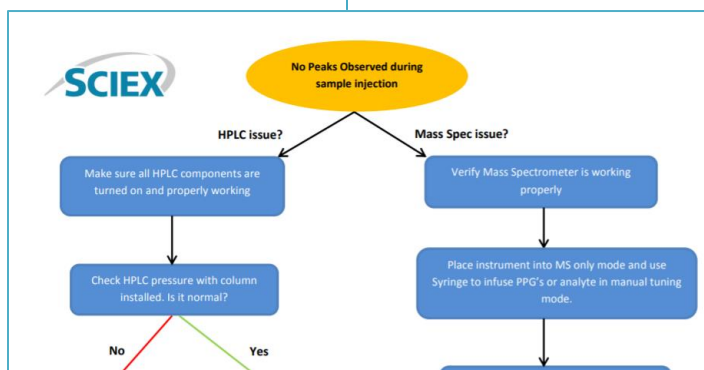 SCIEX
No Peaks Observed during
sample injection
HPLC issue?
Mass Spec issue?
Make sure all HPLC components are
turned on and properly working
Verify Mass Spectrometer is working
properly
Check HPLC pressure with column
installed. Is it normal?
Place instrument into MS only mode and use
Syringe to infuse PPG's or analyte in manual tuning
mode.
No
Yes